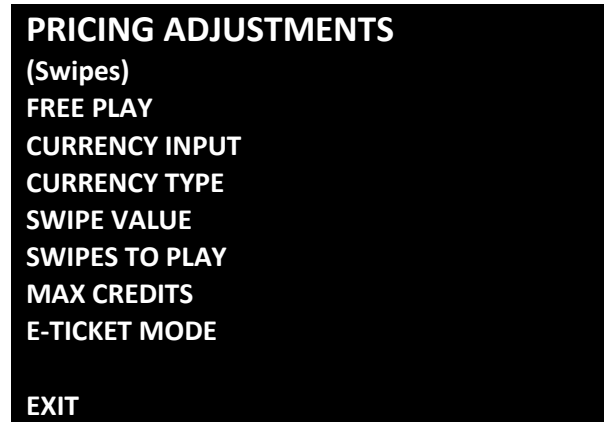 PRICING ADJUSTMENTS
(Swipes)
FREE PLAY
CURRENCY INPUT
CURRENCY TYPE
SWIPE VALUE
SWIPES TO PLAY
MAX CREDITS
E-TICKET MODE
EXIT